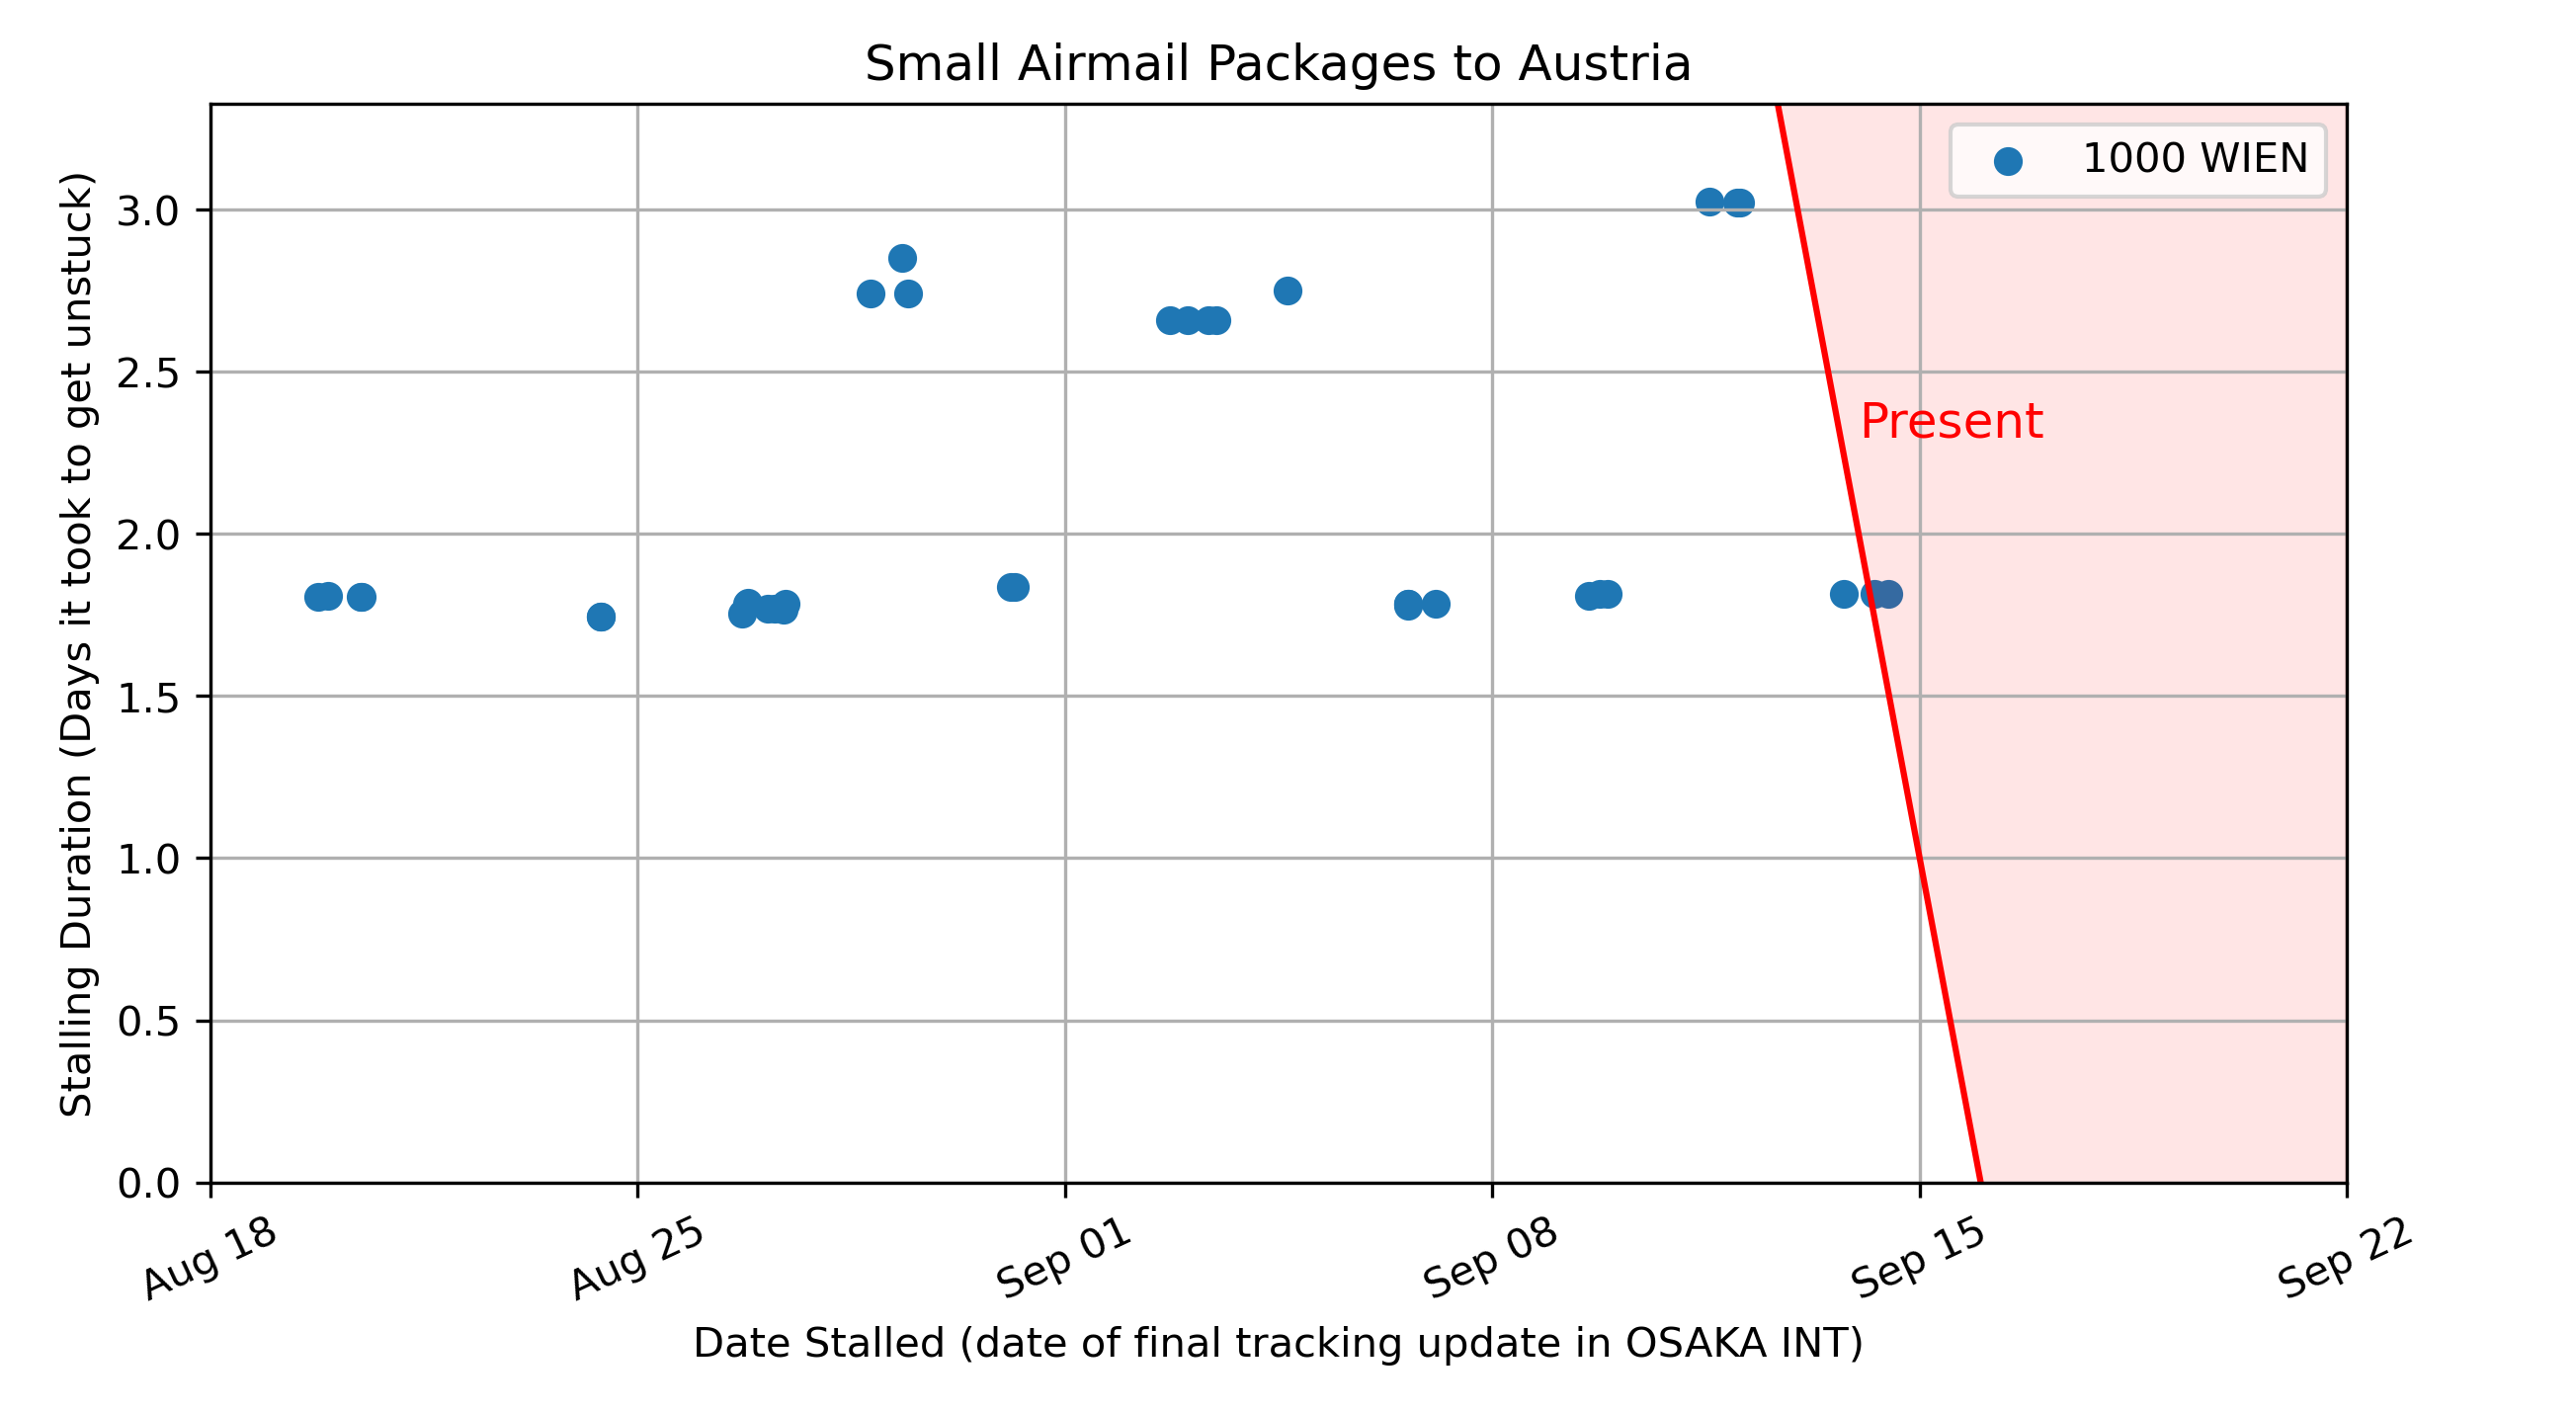 Small Airmail Packages to Austria
1000 WIEN
Present
Stalling Duration (Days it took to get unstuck)
3.0
2.5
2.0
1.5
1.0
0.5
0.0
Aug 18
Aug 25
Sep 01
Sep 08
Sep 15
Sep 22
Date Stalled (date of final tracking update in OSAKA INT)